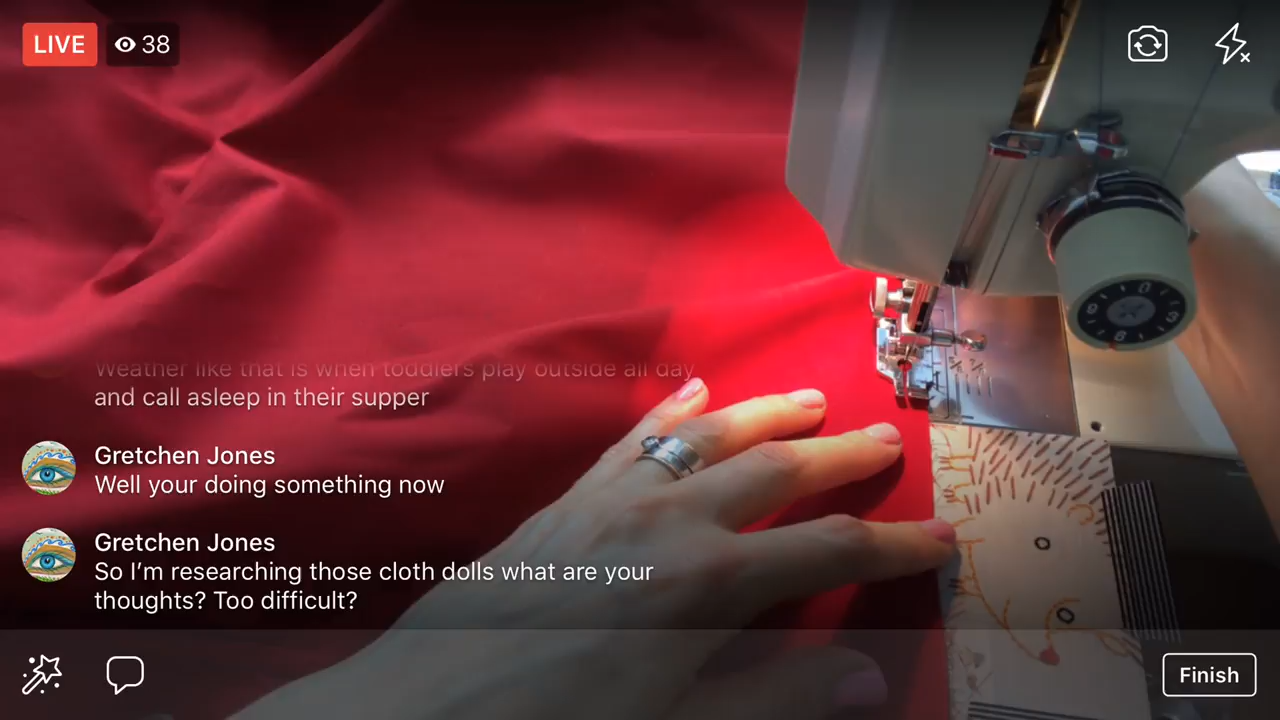 LIVE
38
Weather like that is when toddlers play outside all day
and call asleep in their supper
Gretchen Jones
Well your doing something now
Gretchen Jones
So I’m researching those cloth dolls what are your
thoughts? Too difficult?
Finish